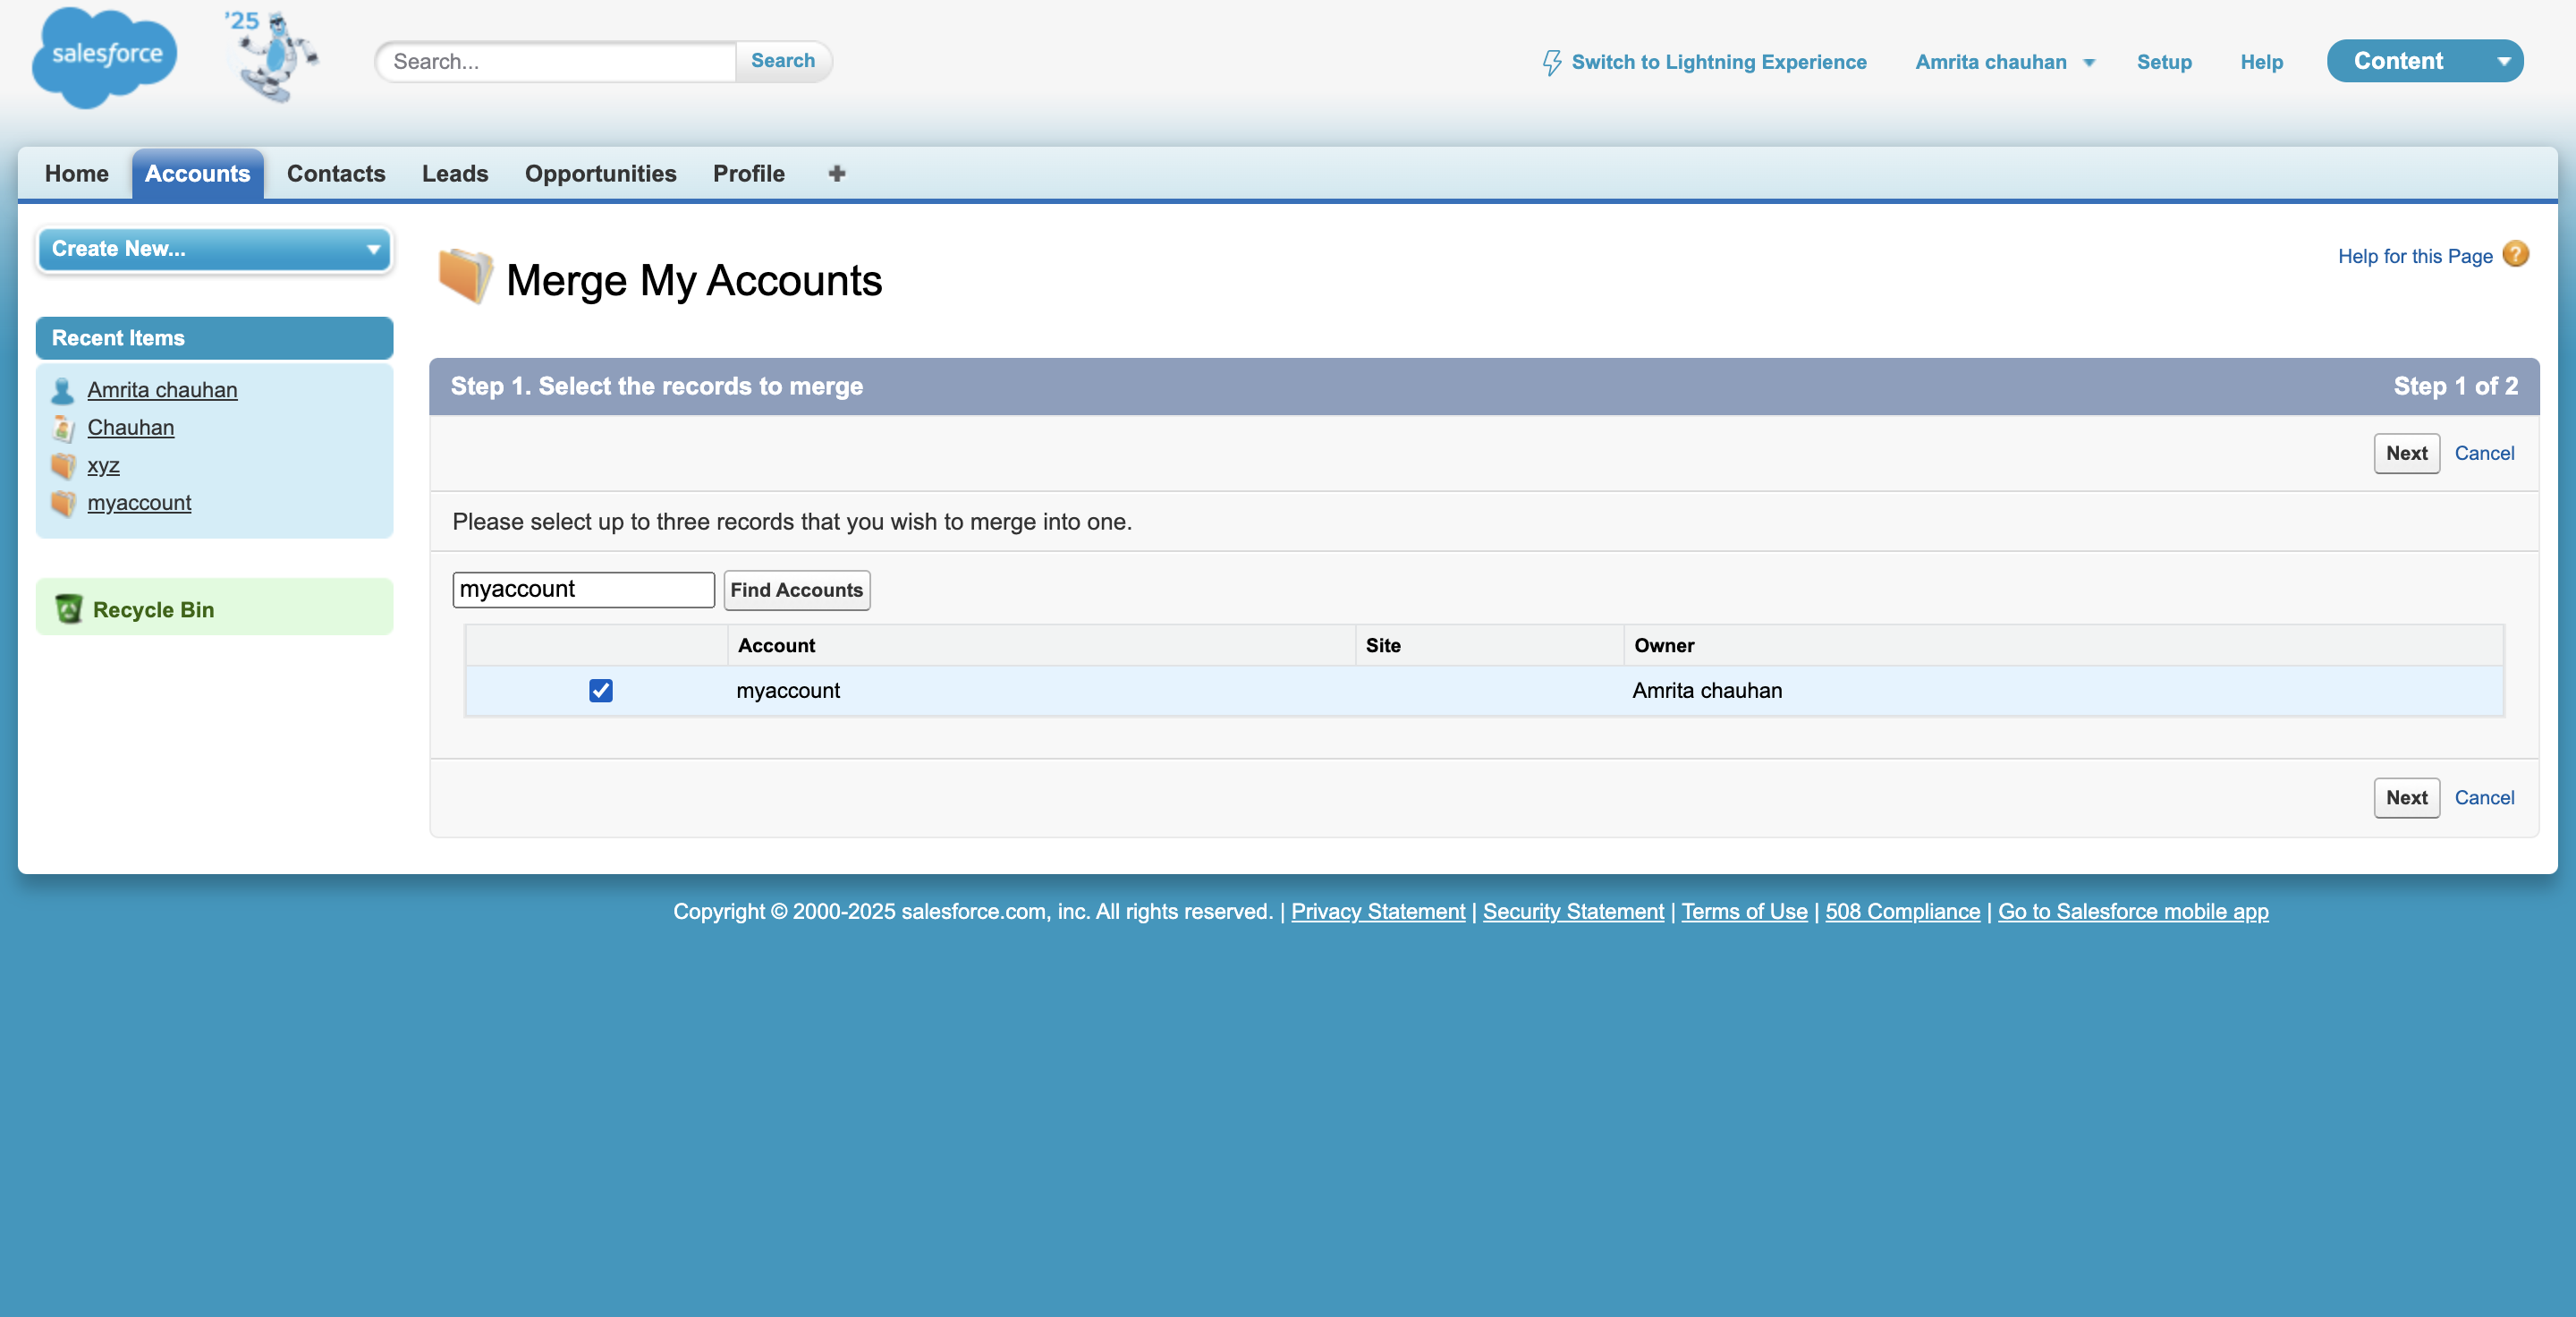 salesforce
'25
Search...
Search
Switch to Lightning Experience
Amrita chauhan
Setup
Help
Content
Home
Accounts
Contacts
Leads
Opportunities
Profile
Create New...
Recent Items
Amrita chauhan
Chauhan
xyz
myaccount
Recycle Bin
Merge My Accounts
Help for this Page ?
Step 1. Select the records to merge
Step 1 of 2
Next
Cancel
Please select up to three records that you wish to merge into one.
myaccount
Find Accounts
Account
Site
Owner
myaccount
Amrita chauhan
Next
Cancel
Copyright © 2000-2025 salesforce.com, inc. All rights reserved. | Privacy Statement | Security Statement | Terms of Use | 508 Compliance | Go to Salesforce mobile app